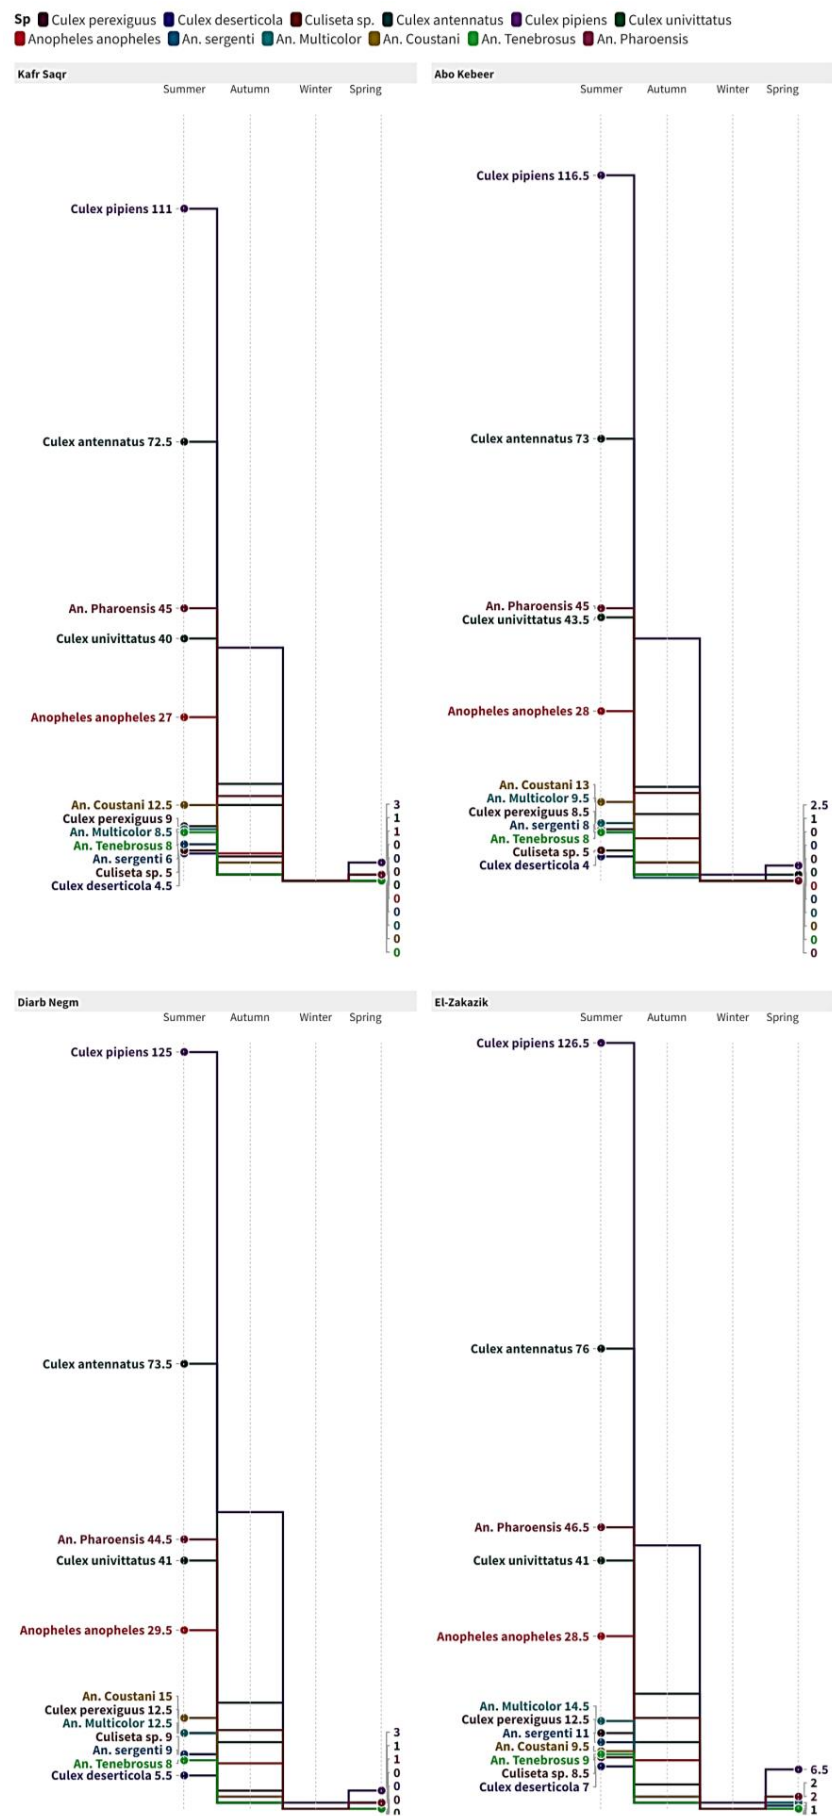 Sp Culex perexiguus Culex deserticola Culiseta sp. Culex antennatus Culex pipiens Culex univittatus
Anopheles anopheles An. sergenti An. Multicolor An. Coustani An. Tenebrosus An. Pharoensis
Kafr Saqr
Summer Autumn Winter Spring
Culex pipiens 111
Culex antennatus 72.5
An. Pharoensis 45
Culex univittatus 40
Anopheles anopheles 27
An. Coustani 12.5
Culex perexiguus 9
An. Multicolor 8.5
An. Tenebrosus 8
An. sergenti 6
Culiseta sp. 5
Culex deserticola 4.5
3
1
1
0
0
0
0
0
0
0
0
0
Abo Kebeer
Summer Autumn Winter Spring
Culex pipiens 116.5
Culex antennatus 73
An. Pharoensis 45
Culex univittatus 43.5
Anopheles anopheles 28
An. Coustani 13
An. Multicolor 9.5
Culex perexiguus 8.5
An. sergenti 8
An. Tenebrosus 8
Culiseta sp. 5
Culex deserticola 4
2.5
1
0
0
0
0
0
0
0
0
0
0
Diarb Negm
Summer Autumn Winter Spring
Culex pipiens 125
Culex antennatus 73.5
An. Pharoensis 44.5
Culex univittatus 41
Anopheles anopheles 29.5
An. Coustani 15
Culex perexiguus 12.5
An. Multicolor 12.5
Culiseta sp. 9
An. sergenti 9
An. Tenebrosus 8
Culex deserticola 5.5
3
1
1
0
0
0
0
El-Zakazik
Summer Autumn Winter Spring
Culex pipiens 126.5
Culex antennatus 76
An. Pharoensis 46.5
Culex univittatus 41
Anopheles anopheles 28.5
An. Multicolor 14.5
Culex perexiguus 12.5
An. sergenti 11
An. Coustani 9.5
An. Tenebrosus 9
Culiseta sp. 8.5
Culex deserticola 7
6.5
2
2
1